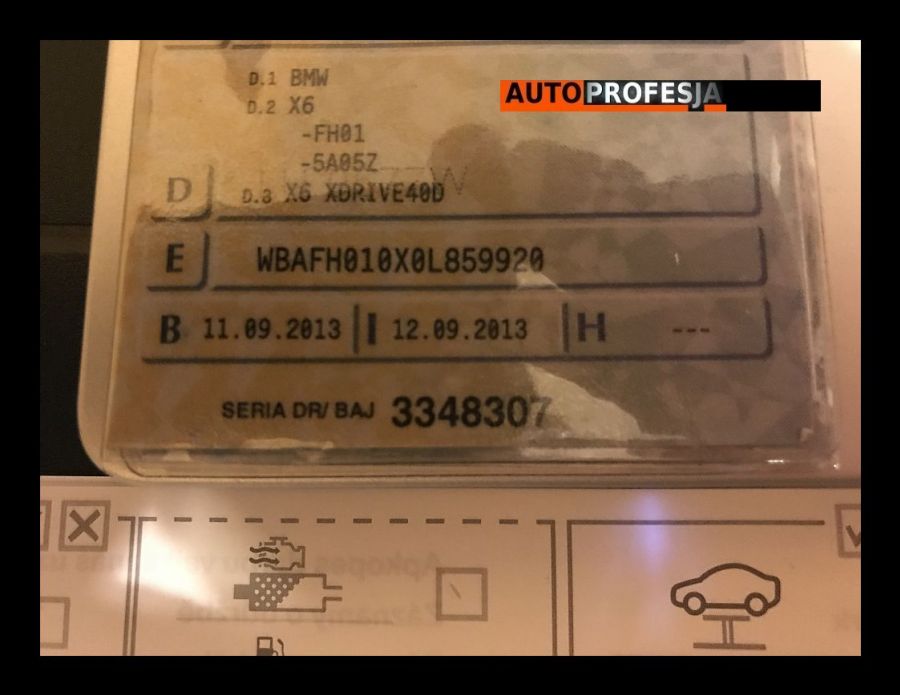 AUTOPROFESJA
D.1 BMW
D.2 X6
-FH01
-5A05Z
D D.3 X6 XDRIVE40D
E WBAFH010X0L859920
B 11.09.2013 I 12.09.2013 H ---
SERIA DR/ BAJ 3348307